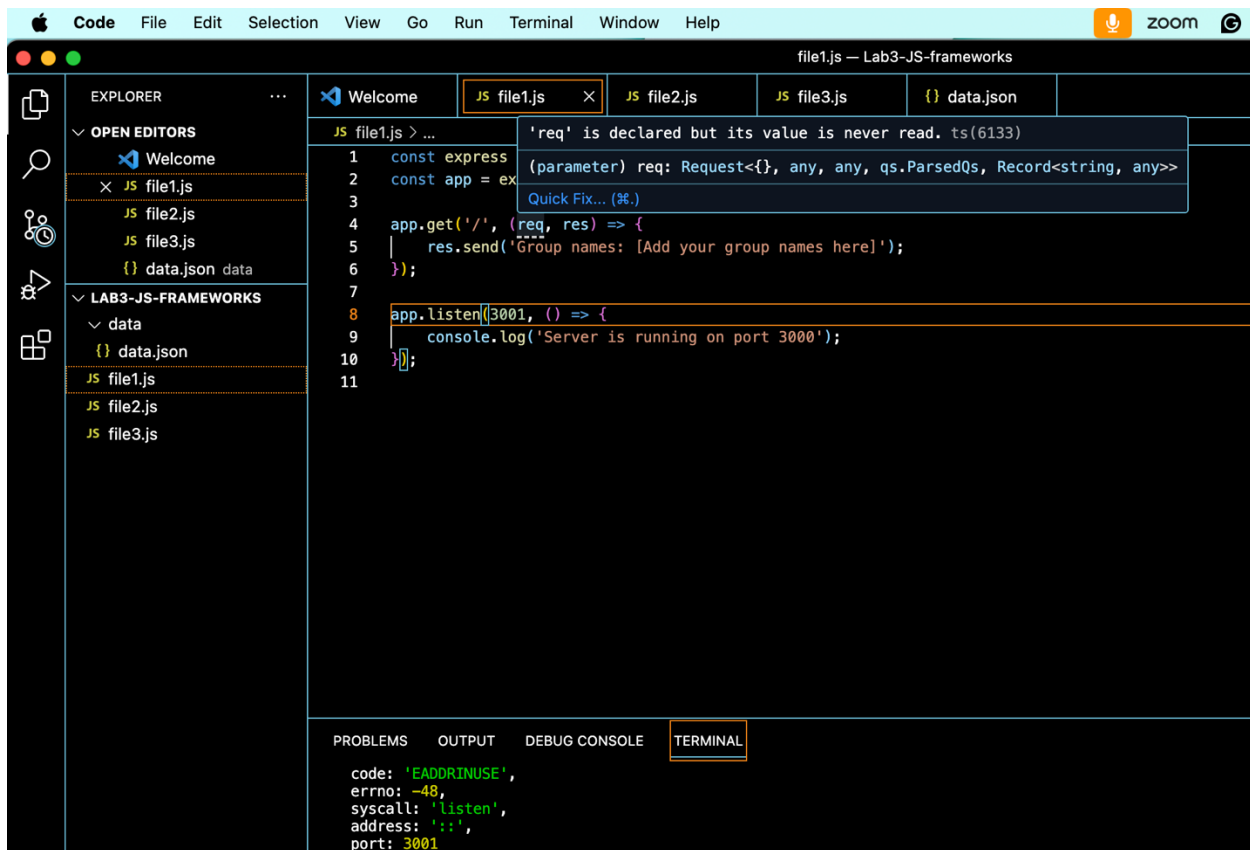 Code File Edit Selection View Go Run Terminal Window Help zoom
file1.js — Lab3-JS-frameworks
EXPLORER ···
Welcome
JS file1.js
JS file2.js
JS file3.js
{} data.json
OPEN EDITORS
Welcome
JS file1.js
JS file2.js
JS file3.js
{} data.json data
LAB3-JS-FRAMEWORKS
data
{} data.json
JS file1.js
JS file2.js
JS file3.js
JS file1.js > ...
'req' is declared but its value is never read. ts(6133)
(parameter) req: Request<{}, any, any, qs.ParsedQs, Record<string, any>>
Quick Fix... (⌘.)
1 const express
2 const app = ex
3
4 app.get('/', (req, res) => {
5 res.send('Group names: [Add your group names here]');
6 });
7
8 app.listen(3001, () => {
9 console.log('Server is running on port 3000');
10 });
11
PROBLEMS OUTPUT DEBUG CONSOLE TERMINAL
code: 'EADDRINUSE',
errno: -48,
syscall: 'listen',
address: '::',
port: 3001